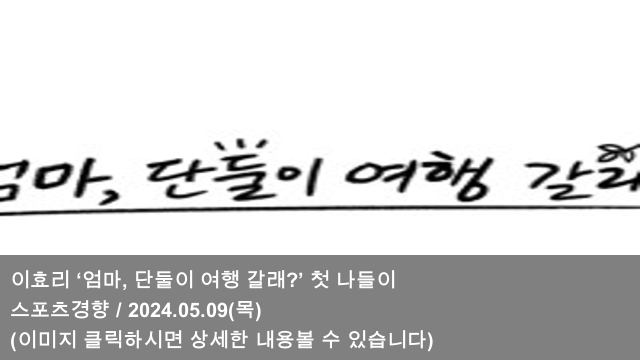 엄마, 단둘이 여행 갈래
이효리 ‘엄마, 단둘이 여행 갈래?’ 첫 나들이
스포츠경향 / 2024.05.09(목)
(이미지 클릭하시면 상세한 내용볼 수 있습니다)